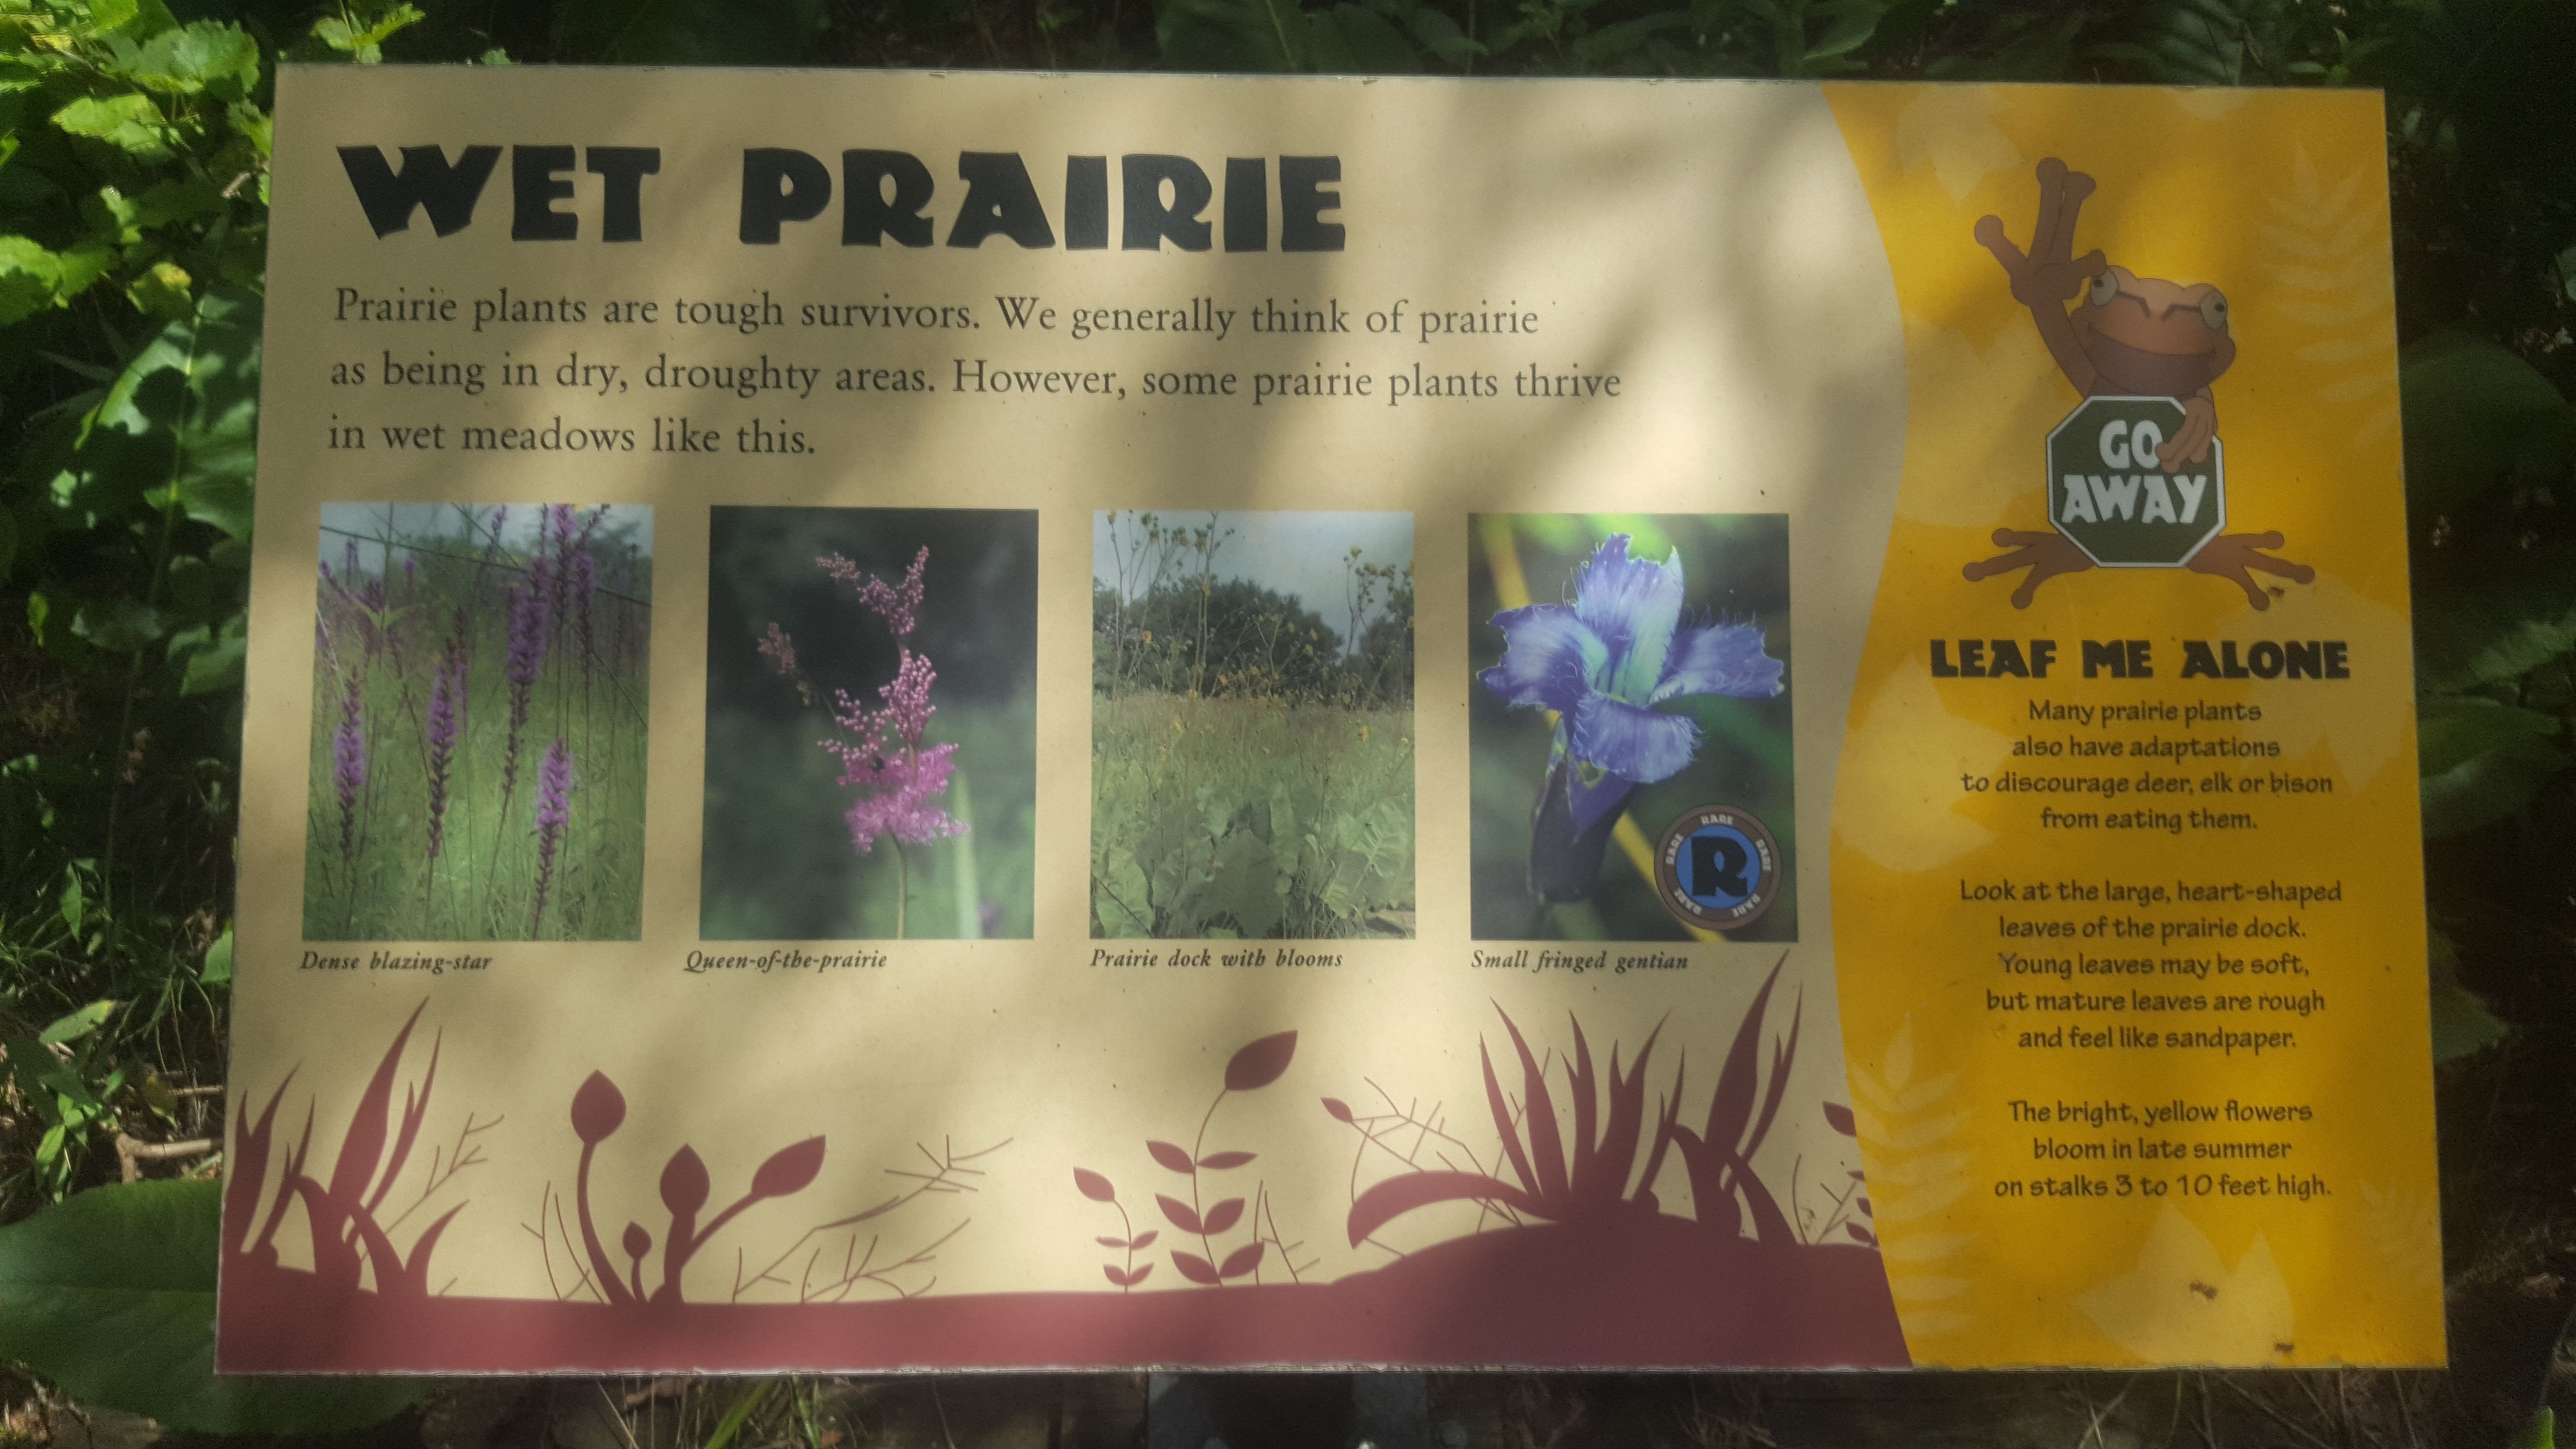 WET PRAIRIE
Prairie plants are tough survivors. We generally think of prairie
as being in dry, droughty areas. However, some prairie plants thrive
in wet meadows like this.
Dense blazing-star
Queen-of-the-prairie
Prairie dock with blooms
RARE
RARE
RARE
RARE
RARE
R
Small fringed gentian
GO
AWAY
LEAF ME ALONE
Many prairie plants
also have adaptations
to discourage deer, elk or bison
from eating them.
Look at the large, heart-shaped
leaves of the prairie dock.
Young leaves may be soft,
but mature leaves are rough
and feel like sandpaper.
The bright, yellow flowers
bloom in late summer
on stalks 3 to 10 feet high.